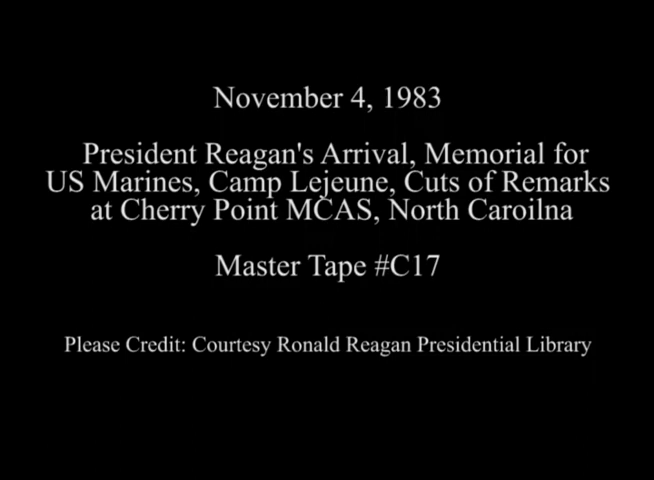 November 4, 1983
President Reagan's Arrival, Memorial for
US Marines, Camp Lejeune, Cuts of Remarks
at Cherry Point MCAS, North Caroilna
Master Tape #C17
Please Credit: Courtesy Ronald Reagan Presidential Library